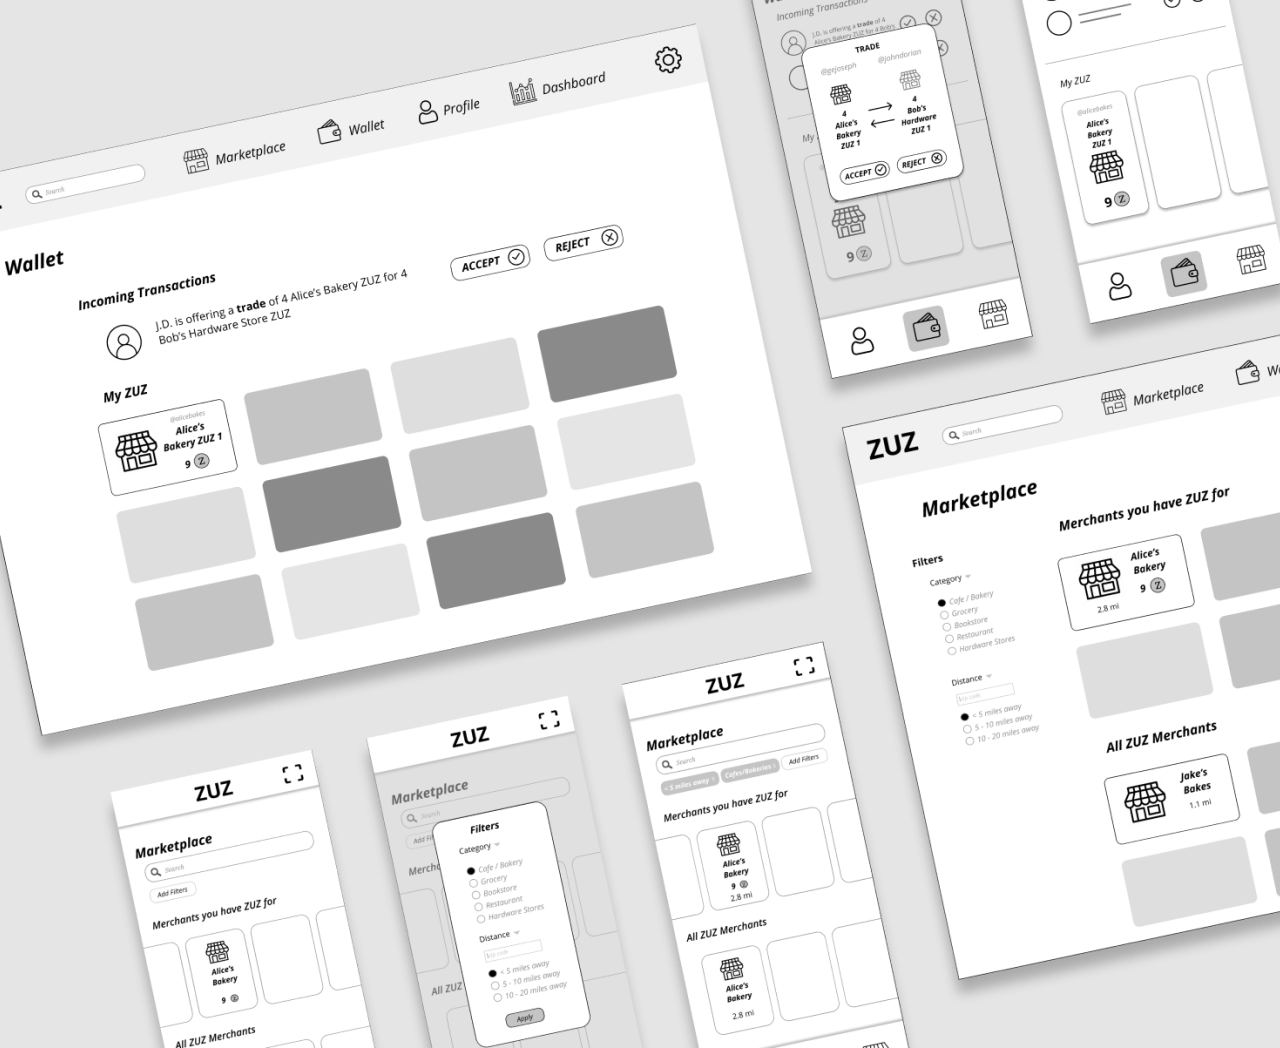 Search
Marketplace
Wallet
Profile
Dashboard
Wallet
Incoming Transactions
J.D. is offering a trade of 4 Alice's Bakery ZUZ for 4
Bob's Hardware Store ZUZ
ACCEPT
REJECT
My ZUZ
@alicebakes
Alice's
Bakery ZUZ 1
9 Z
Incoming Transactions
J.D. is offering a trade of 4
Alice's Bakery ZUZ for 4 Bob's
TRADE
@gejoseph
@johndorian
4
Alice's
Bakery
ZUZ 1
4
Bob's
Hardware
ZUZ 1
ACCEPT
REJECT
My
9 Z
My ZUZ
@alicebakes
Alice's
Bakery
ZUZ 1
9 Z
ZUZ
Search
Marketplace
Marketplace
Filters
Category
Cafe / Bakery
Grocery
Bookstore
Restaurant
Hardware Stores
Distance
Zip code
< 5 miles away
5 - 10 miles away
10 - 20 miles away
Merchants you have ZUZ for
Alice's
Bakery
9 Z
2.8 mi
All ZUZ Merchants
Jake's
Bakes
1.1 mi
ZUZ
Marketplace
Search
Add Filters
Merchants you have ZUZ for
Alice's
Bakery
9 Z
All ZUZ Merchants
ZUZ
Marketplace
Search
Add Fi
Merch
All ZUZ
Filters
Category
Cafe / Bakery
Grocery
Bookstore
Restaurant
Hardware Stores
Distance
Zip code
< 5 miles away
5 - 10 miles away
10 - 20 miles away
Apply
ZUZ
Marketplace
Search
< 5 miles away
Cafes/Bakeries
Add Filters
Merchants you have ZUZ for
Alice's
Bakery
9 Z
2.8 mi
All ZUZ Merchants
Alice's
Bakery
2.8 mi